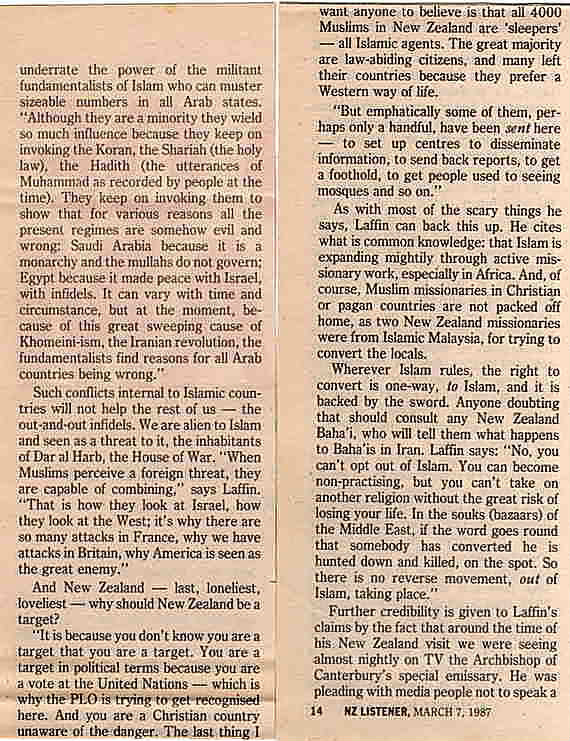 underrate the power of the militant
fundamentalists of Islam who can muster
sizeable numbers in all Arab states.
"Although they are a minority they wield
so much influence because they keep on
invoking the Koran, the Shariah (the holy
law), the Hadith (the utterances of
Muhammad as recorded by people at the
time). They keep on invoking them to
show that for various reasons all the
present regimes are somehow evil and
wrong: Saudi Arabia because it is a
monarchy and the mullahs do not govern;
Egypt because it made peace with Israel,
with infidels. It can vary with time and
circumstance, but at the moment, be-
cause of this great sweeping cause of
Khomeini-ism, the Iranian revolution, the
fundamentalists find reasons for all Arab
countries being wrong."
Such conflicts internal to Islamic coun-
tries will not help the rest of us — the
out-and-out infidels. We are alien to Islam
and seen as a threat to it, the inhabitants
of Dar al Harb, the House of War. "When
Muslims perceive a foreign threat, they
are capable of combining," says Laffin.
"That is how they look at Israel, how
they look at the West; it's why there are
so many attacks in France, why we have
attacks in Britain, why America is seen as
the great enemy."
And New Zealand — last, loneliest,
loveliest — why should New Zealand be a
target?
"It is because you don't know you are a
target that you are a target. You are a
target in political terms because you are
a vote at the United Nations — which is
why the PLO is trying to get recognised
here. And you are a Christian country
unaware of the danger. The last thing I
want anyone to believe is that all 4000
Muslims in New Zealand are 'sleepers'
— all Islamic agents. The great majority
are law-abiding citizens, and many left
their countries because they prefer a
Western way of life.
"But emphatically some of them, per-
haps only a handful, have been sent here
— to set up centres to disseminate
information, to send back reports, to get
a foothold, to get people used to seeing
mosques and so on."
As with most of the scary things he
says, Laffin can back this up. He cites
what is common knowledge: that Islam is
expanding mightily through active mis-
sionary work, especially in Africa. And, of
course, Muslim missionaries in Christian
or pagan countries are not packed off
home, as two New Zealand missionaries
were from Islamic Malaysia, for trying to
convert the locals.
Wherever Islam rules, the right to
convert is one-way, to Islam, and it is
backed by the sword. Anyone doubting
that should consult any New Zealand
Baha'i, who will tell them what happens
to Baha'is in Iran. Laffin says: "No, you
can't opt out of Islam. You can become
non-practising, but you can't take on
another religion without the great risk of
losing your life. In the souks (bazaars) of
the Middle East, if the word goes round
that somebody has converted he is
hunted down and killed, on the spot. So
there is no reverse movement, out of
Islam, taking place."
Further credibility is given to Laffin's
claims by the fact that around the time of
his New Zealand visit we were seeing
almost nightly on TV the Archbishop of
Canterbury's special emissary. He was
pleading with media people not to speak a
14 NZ LISTENER, MARCH 7, 1987